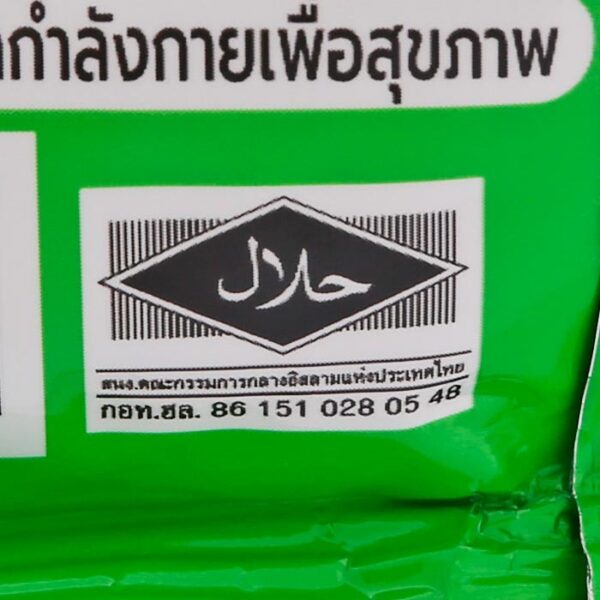 กำลังกายเพื่อสุขภาพ
حلال
สนง.คณะกรรมการกลางอิสลามแห่งประเทศไทย
กอท.ฮล. 86 151 028 05 48